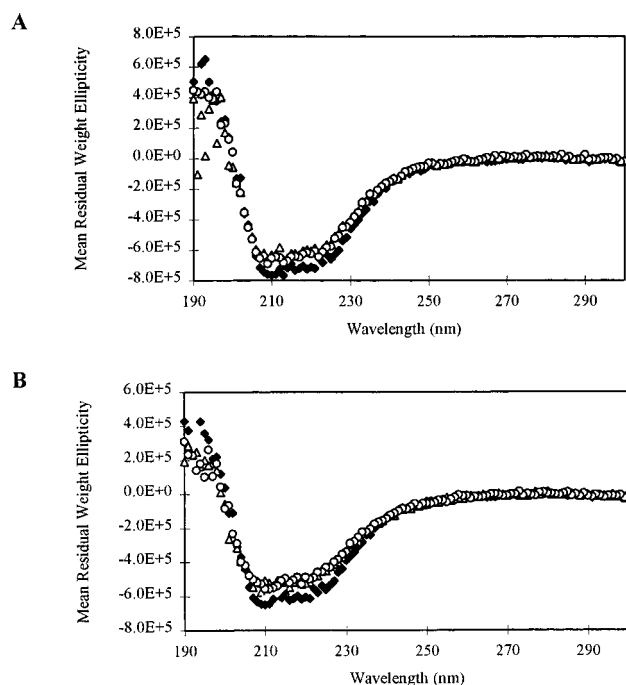 A
8.0E+5
6.0E+5
4.0E+5
2.0E+5
0.0E+0
-2.0E+5
-4.0E+5
-6.0E+5
-8.0E+5
Mean Residual Weight Ellipticity
190 210 230 250 270 290
Wavelength (nm)
B
6.0E+5
4.0E+5
2.0E+5
0.0E+0
-2.0E+5
-4.0E+5
-6.0E+5
-8.0E+5
Mean Residual Weight Ellipticity
190 210 230 250 270 290
Wavelength (nm)